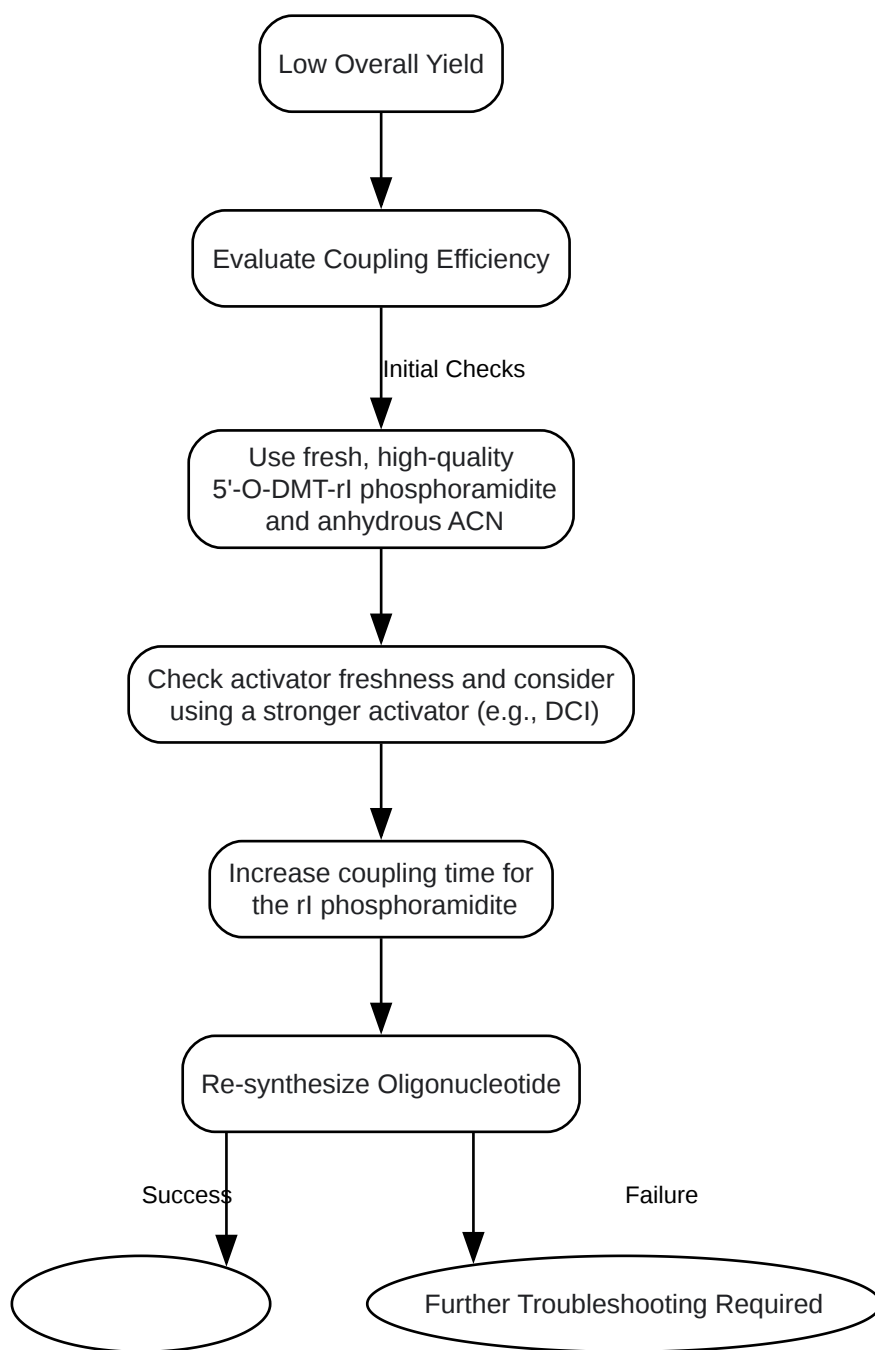 Low Overall Yield
Evaluate Coupling Efficiency
Initial Checks
Use fresh, high-quality
5'-O-DMT-rI phosphoramidite
and anhydrous ACN
Check activator freshness and consider
using a stronger activator (e.g., DCI)
Increase coupling time for
the rI phosphoramidite
Re-synthesize Oligonucleotide
Success
Failure
Further Troubleshooting Required